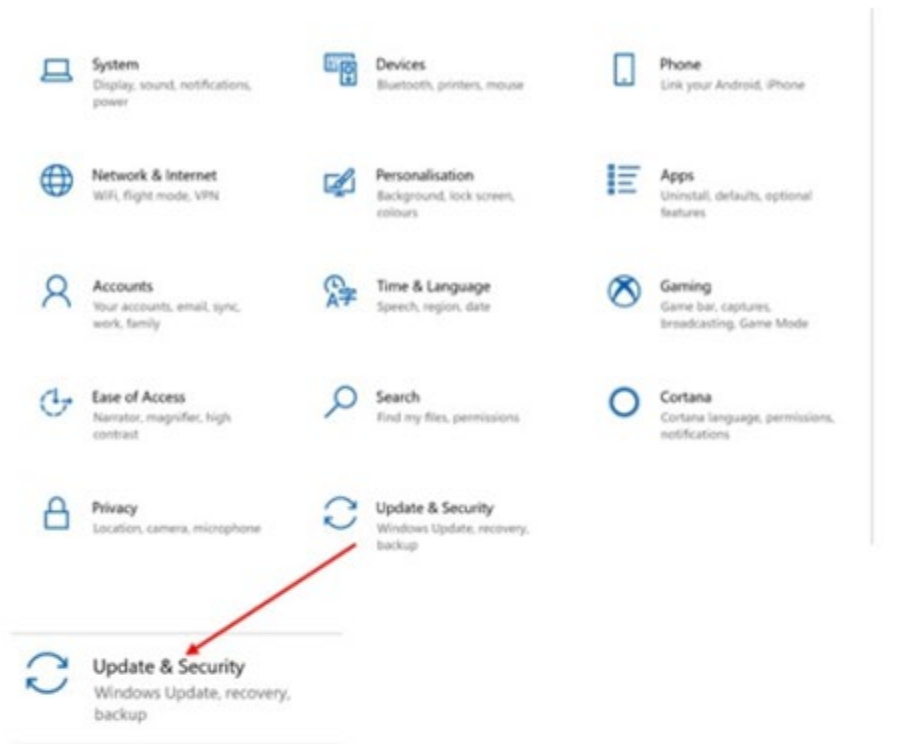 System
Display, sound, notifications,
power
Devices
Bluetooth, printers, mouse
Phone
Link your Android, iPhone
Network & Internet
WiFi, flight mode, VPN
Personalisation
Background, lock screen,
colours
Apps
Uninstall, defaults, optional
features
Accounts
Your accounts, email, sync,
work, family
Time & Language
Speech, region, date
Gaming
Game bar, captures,
broadcasting, Game Mode
Ease of Access
Narrator, magnifier, high
contrast
Search
Find my files, permissions
Cortana
Cortana language, permissions,
notifications
Privacy
Location, camera, microphone
Update & Security
Windows Update, recovery,
backup
Update & Security
Windows Update, recovery,
backup